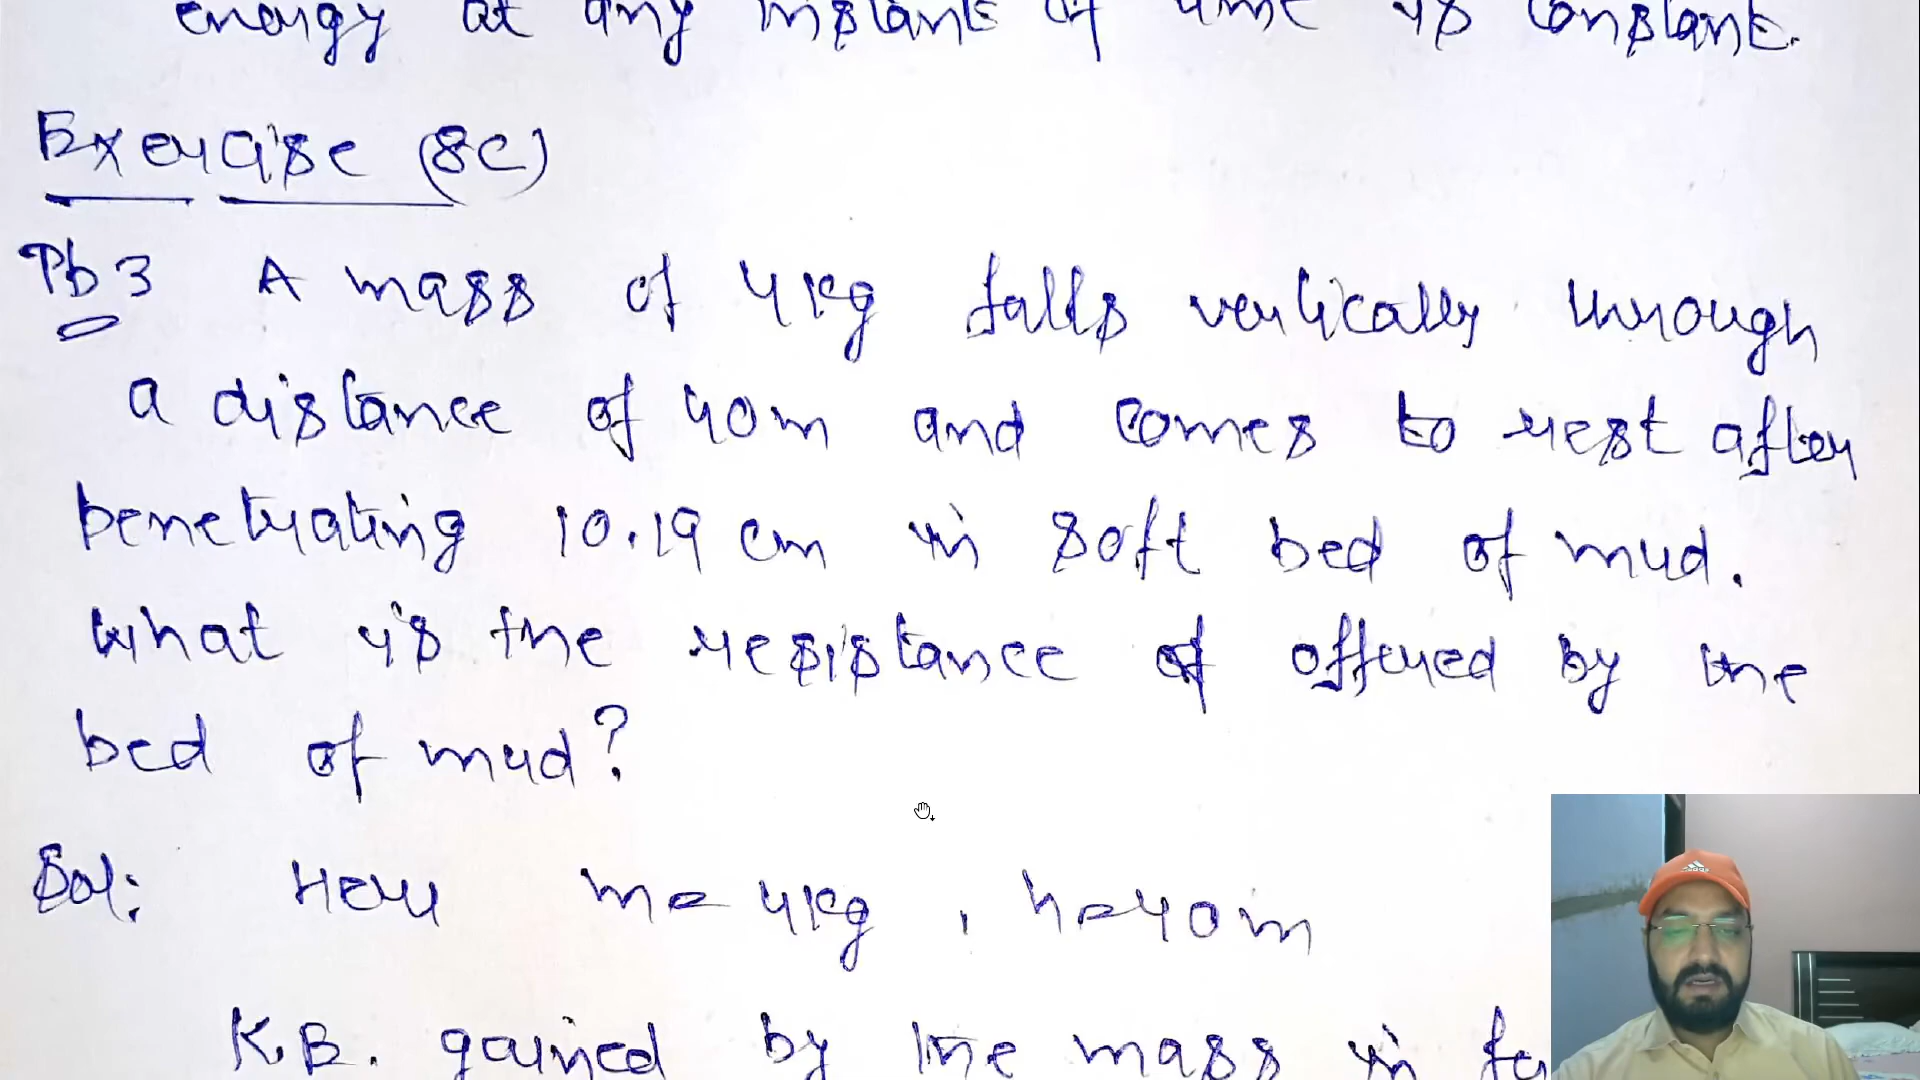 energy at any instant of time is constant.
Exercise (8C)
Pb 3 A mass of 4kg falls vertically through
a distance of 40m and comes to rest after
penetrating 10.19 cm in soft bed of mud.
What is the resistance of offered by the
bed of mud?
Sol: Here m = 4kg , h = 40m
K.E. gained by the mass in
adidas